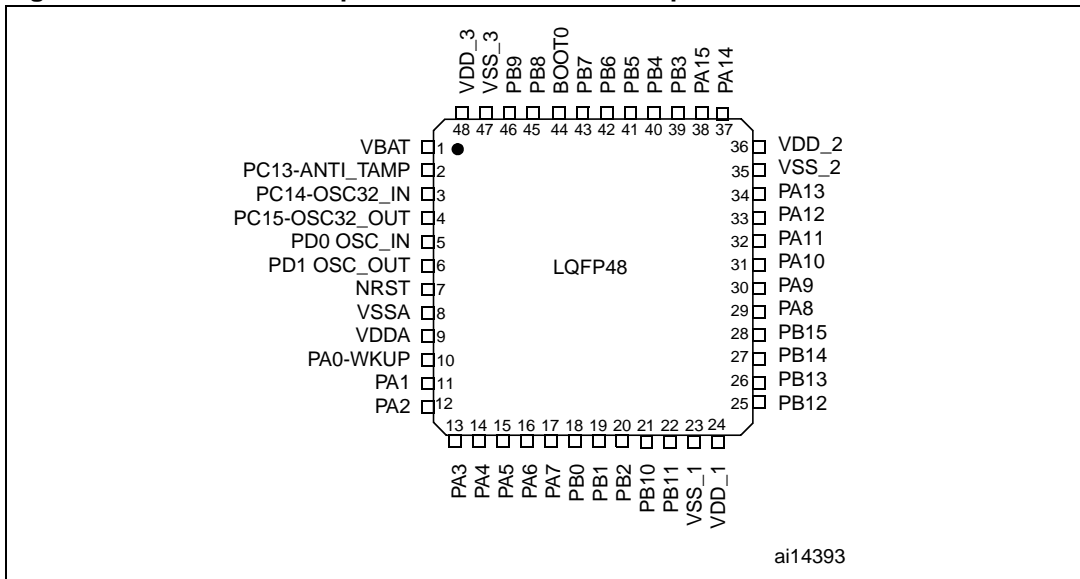 VDD_3 VSS_3 PB9 PB8 BOOT0 PB7 PB6 PB5 PB4 PB3 PA15 PA14
48 47 46 45 44 43 42 41 40 39 38 37
VBAT 1
PC13-ANTI_TAMP 2
PC14-OSC32_IN 3
PC15-OSC32_OUT 4
PD0 OSC_IN 5
PD1 OSC_OUT 6
NRST 7
VSSA 8
VDDA 9
PA0-WKUP 10
PA1 11
PA2 12
LQFP48
36 VDD_2
35 VSS_2
34 PA13
33 PA12
32 PA11
31 PA10
30 PA9
29 PA8
28 PB15
27 PB14
26 PB13
25 PB12
13 14 15 16 17 18 19 20 21 22 23 24
PA3 PA4 PA5 PA6 PA7 PB0 PB1 PB2 PB10 PB11 VSS_1 VDD_1
ai14393